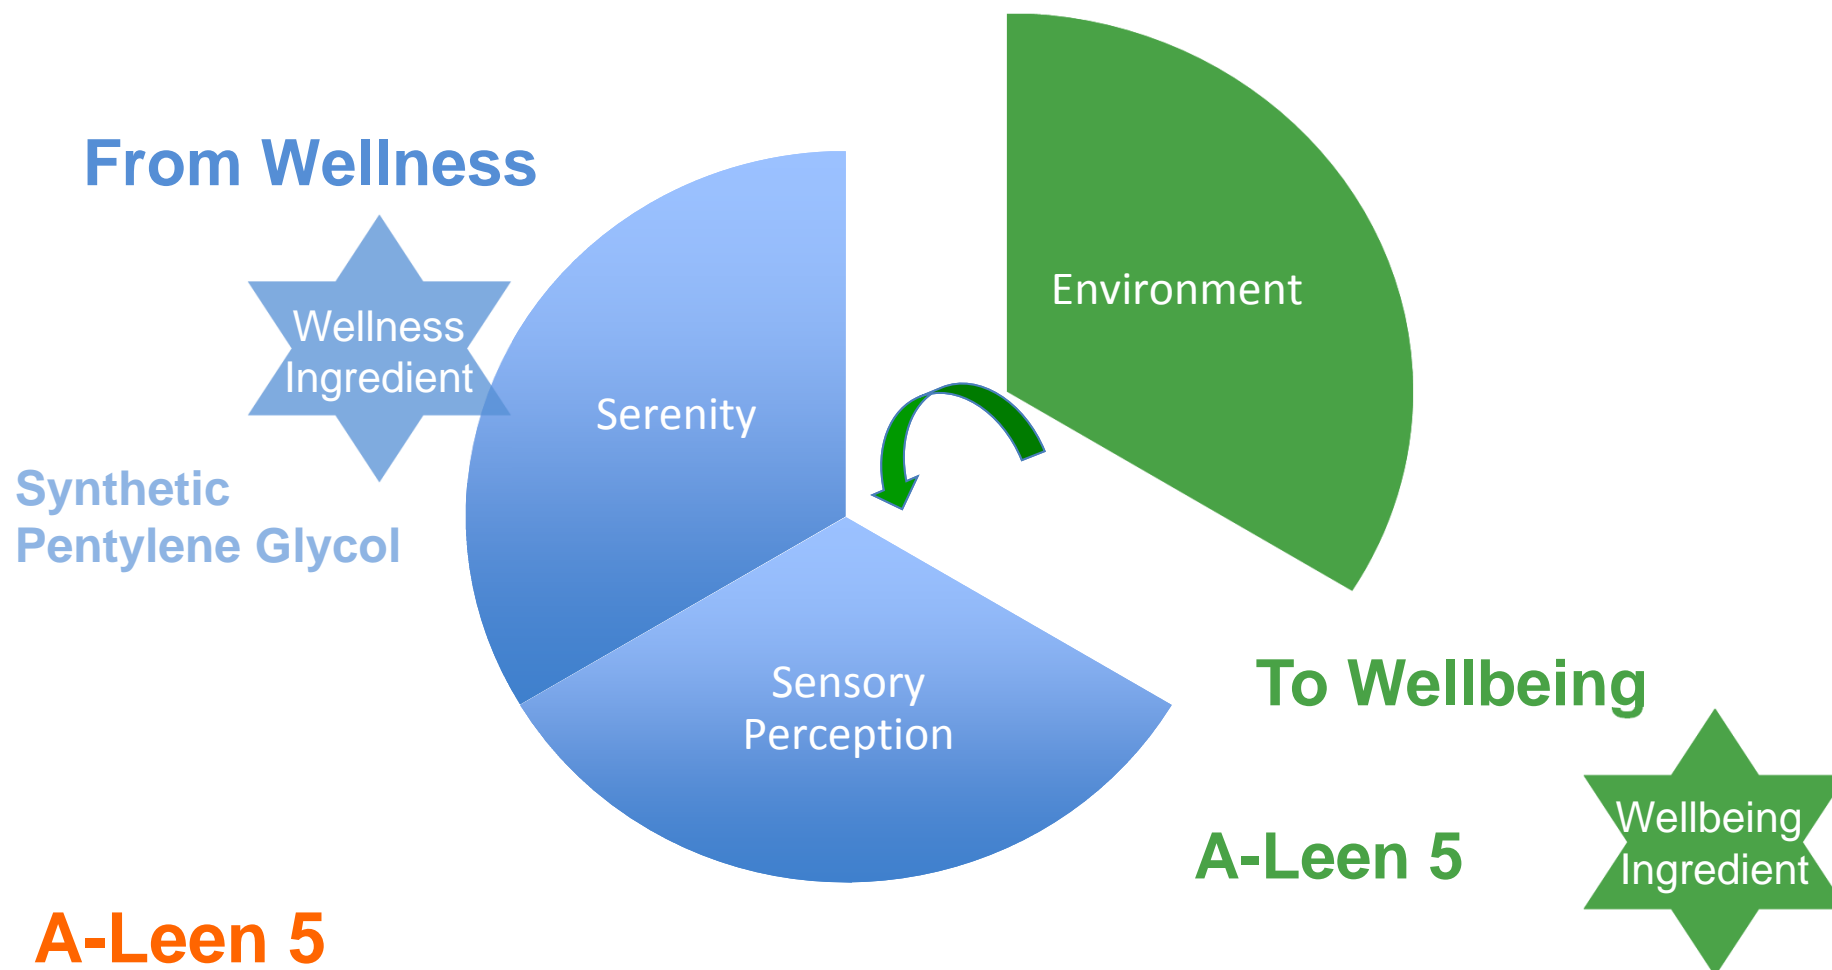 From Wellness
Wellness
Ingredient
Synthetic
Pentylene Glycol
Serenity
Environment
Sensory
Perception
To Wellbeing
A-Leen 5
Wellbeing
Ingredient
A-Leen 5